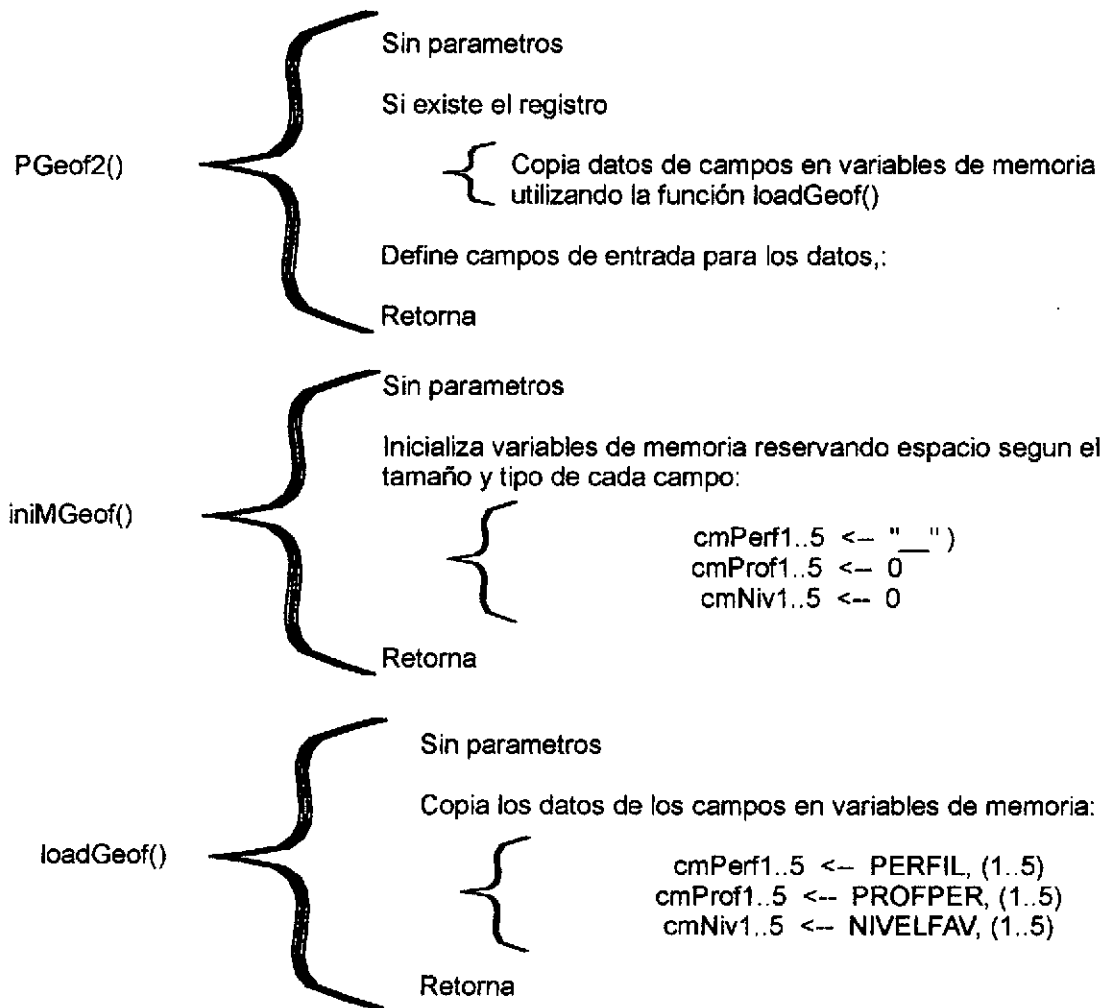 PGeof2()
Sin parametros
Si existe el registro
Copia datos de campos en variables de memoria
utilizando la función loadGeof()
Define campos de entrada para los datos,:
Retorna
iniMGeof()
Sin parametros
Inicializa variables de memoria reservando espacio segun el
tamaño y tipo de cada campo:
cmPerf1..5 <-- "__" )
cmProf1..5 <-- 0
cmNiv1..5 <-- 0
Retorna
loadGeof()
Sin parametros
Copia los datos de los campos en variables de memoria:
cmPerf1..5 <-- PERFIL, (1..5)
cmProf1..5 <-- PROFPER, (1..5)
cmNiv1..5 <-- NIVELFAV, (1..5)
Retorna